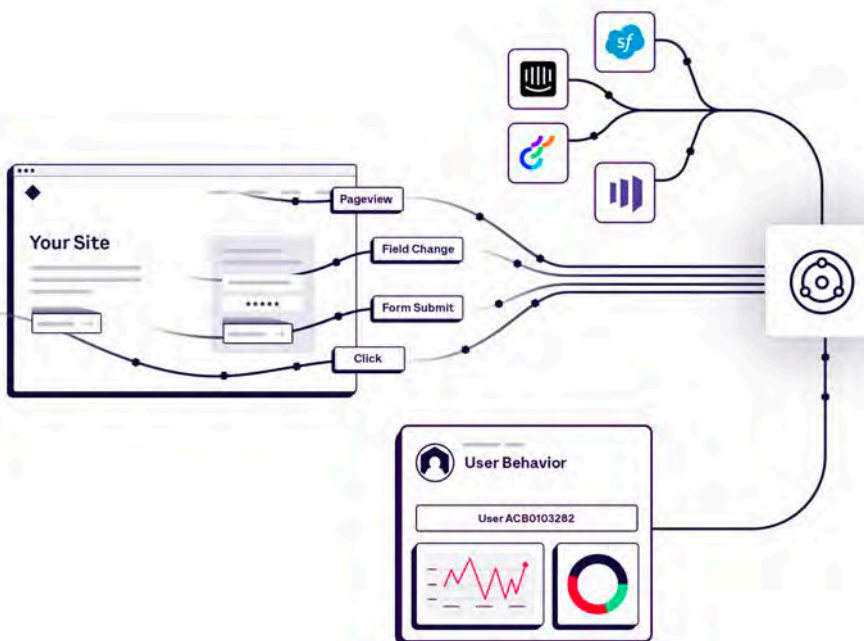 sf
Pageview
Your Site
Field Change
*****
Form Submit
Click
User Behavior
User ACB0103282